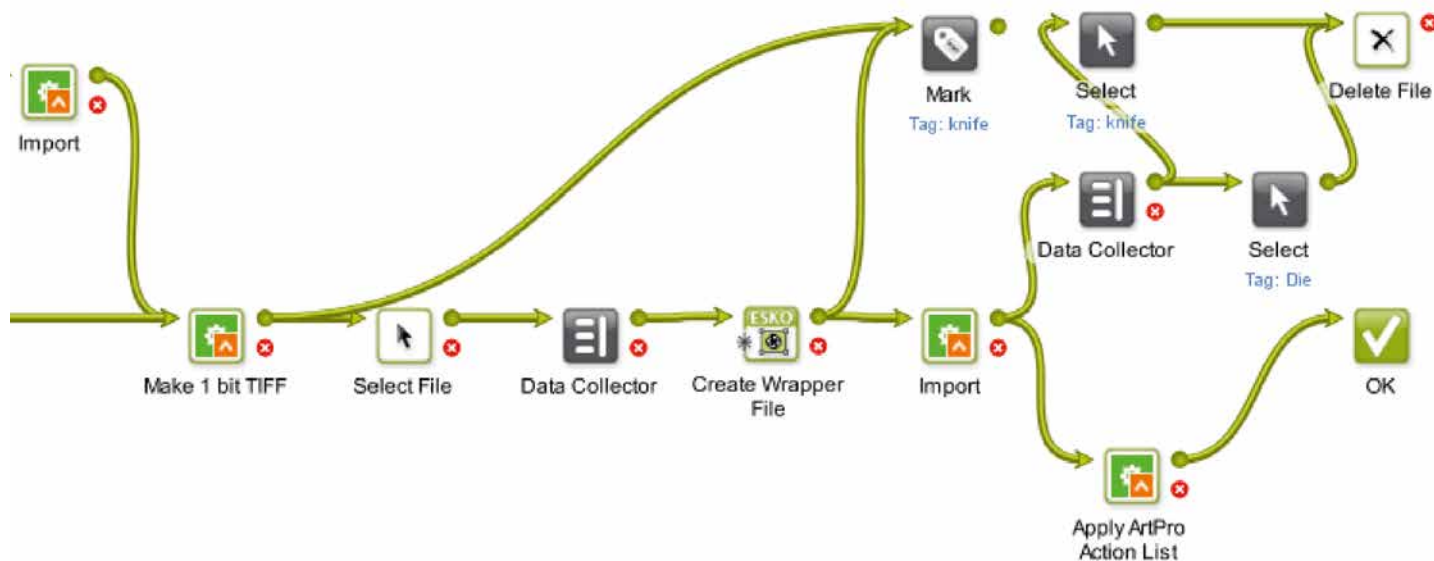 Mark
Tag: knife
Select
Tag: knife
Delete File
Import
Data Collector
Select
Tag: Die
Make 1 bit TIFF
Select File
Data Collector
ESKO
Create Wrapper
File
Import
OK
Apply ArtPro
Action List